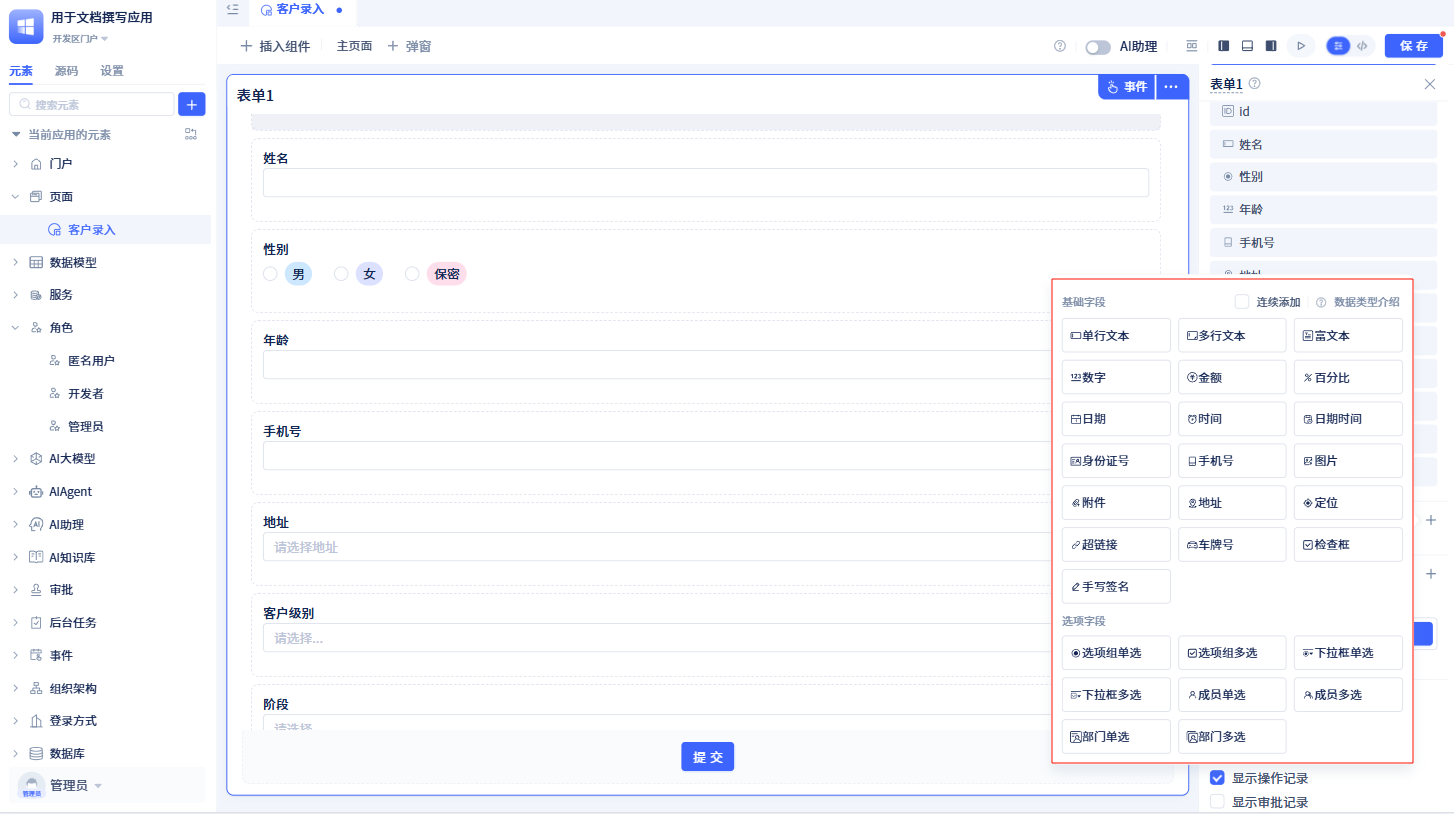 用于文档撰写应用
开发区门户
元素
源码
设置
搜索元素
当前应用的元素
门户
页面
客户录入
数据模型
服务
角色
匿名用户
开发者
管理员
AI大模型
AIAgent
AI助理
AI知识库
审批
后台任务
事件
组织架构
登录方式
数据库
管理员
管理员
客户录入
插入组件
主页面
弹窗
AI助理
保 存
表单1
事件
姓名
性别
男
女
保密
年龄
手机号
地址
请选择地址
客户级别
请选择...
阶段
请选择
提 交
表单1
id
姓名
性别
年龄
手机号
地址
基础字段
连续添加
数据类型介绍
单行文本
多行文本
富文本
数字
金额
百分比
日期
时间
日期时间
身份证号
手机号
图片
附件
地址
定位
超链接
车牌号
检查框
手写签名
选项字段
选项组单选
选项组多选
下拉框单选
下拉框多选
成员单选
成员多选
部门单选
部门多选
显示操作记录
显示审批记录